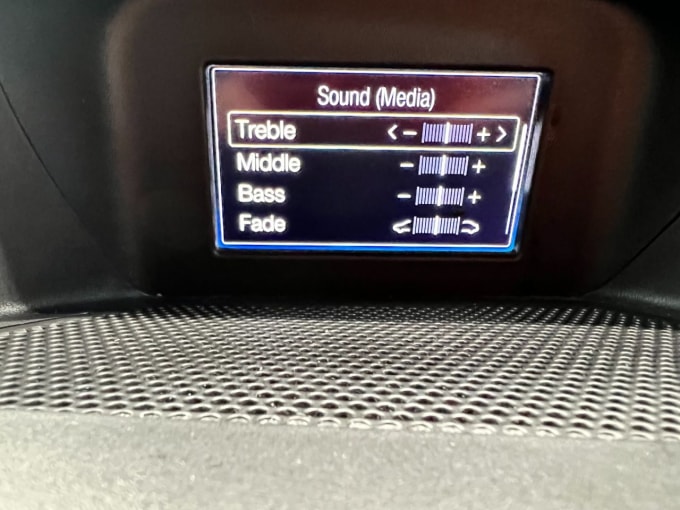 Sound (Media)
Treble < - + >
Middle - +
Bass - +
Fade